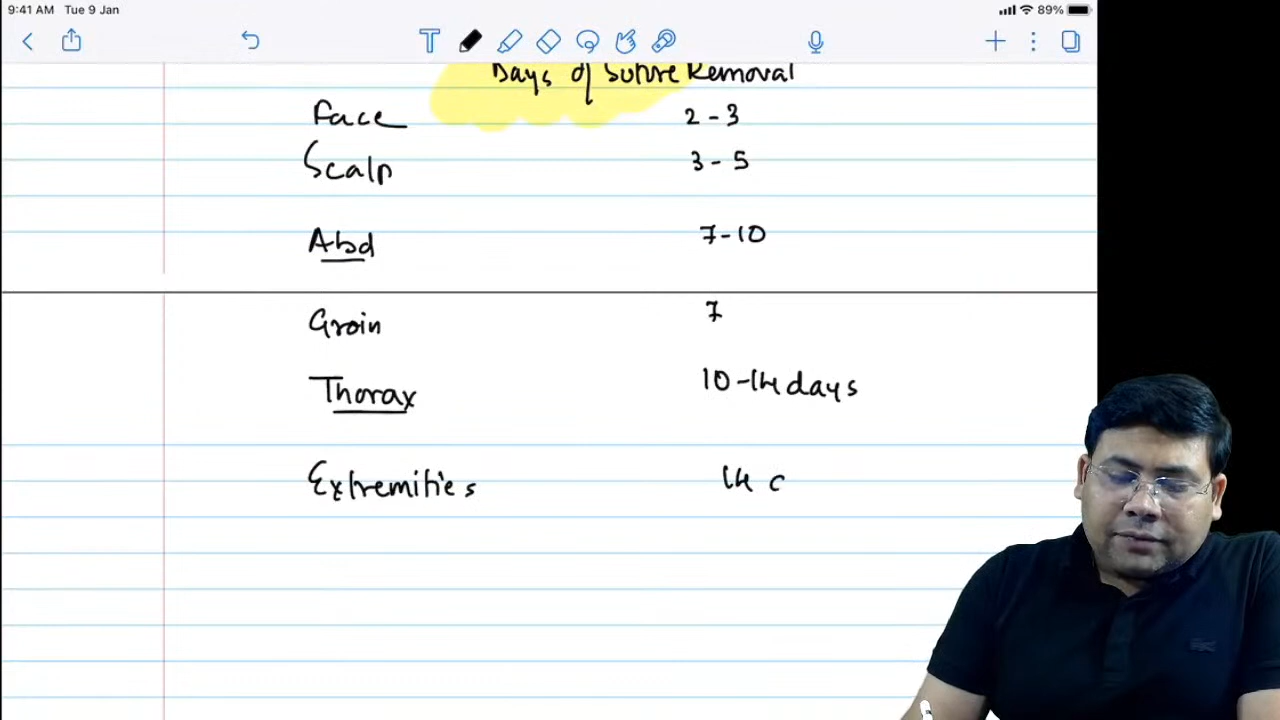 9:41 AM Tue 9 Jan 89%
Days of Suture Removal
Face 2 - 3
Scalp 3 - 5
Abd 7-10
Groin 7
Thorax 10-14 days
Extremities 14 c